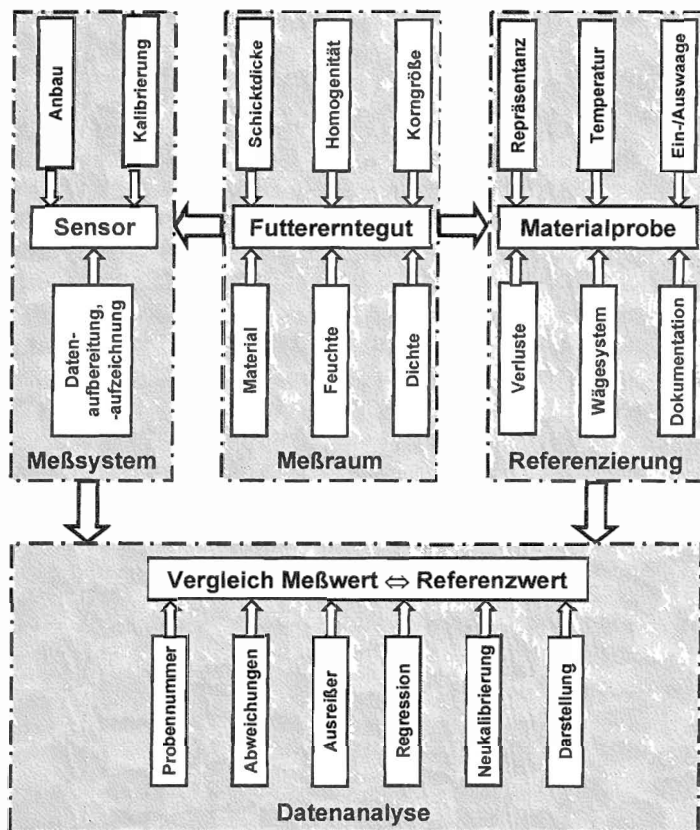 Anbau
Kalibrierung
Sensor
Daten-
aufbereitung,
-aufzeichnung
Meßsystem
Schicktdicke
Homogenität
Korngröße
Futtererntegut
Material
Feuchte
Dichte
Meßraum
Repräsentanz
Temperatur
Ein-/Auswaage
Materialprobe
Verluste
Wägesystem
Dokumentation
Referenzierung
Vergleich Meßwert ⇔ Referenzwert
Probennummer
Abweichungen
Ausreißer
Regression
Neukalibrierung
Darstellung
Datenanalyse